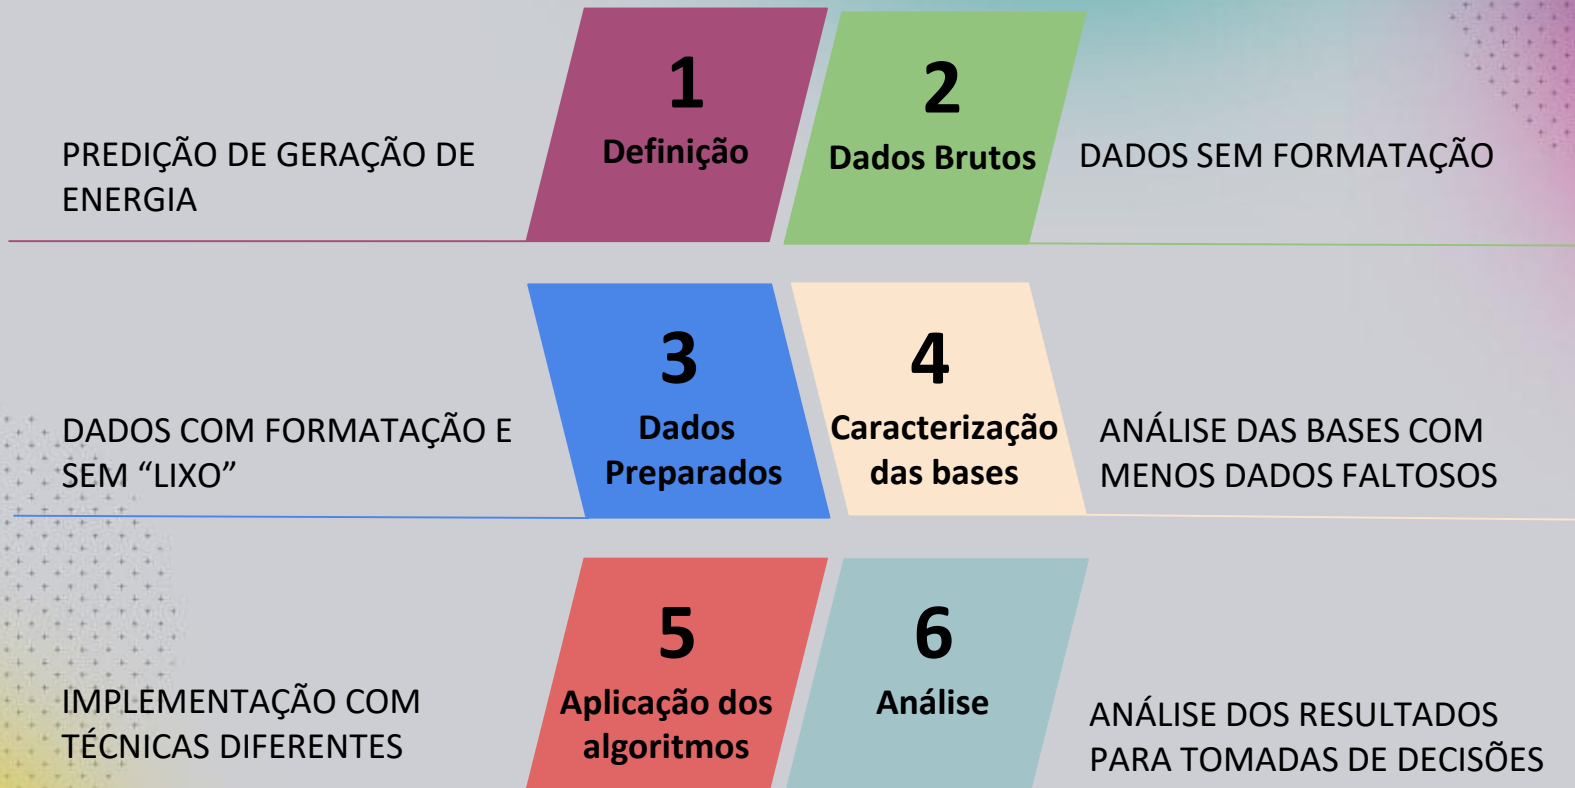 PREDIÇÃO DE GERAÇÃO DE
ENERGIA
1
Definição
2
Dados Brutos
DADOS SEM FORMATAÇÃO
DADOS COM FORMATAÇÃO E
SEM “LIXO”
3
Dados
Preparados
4
Caracterização
das bases
ANÁLISE DAS BASES COM
MENOS DADOS FALTOSOS
IMPLEMENTAÇÃO COM
TÉCNICAS DIFERENTES
5
Aplicação dos
algoritmos
6
Análise
ANÁLISE DOS RESULTADOS
PARA TOMADAS DE DECISÕES